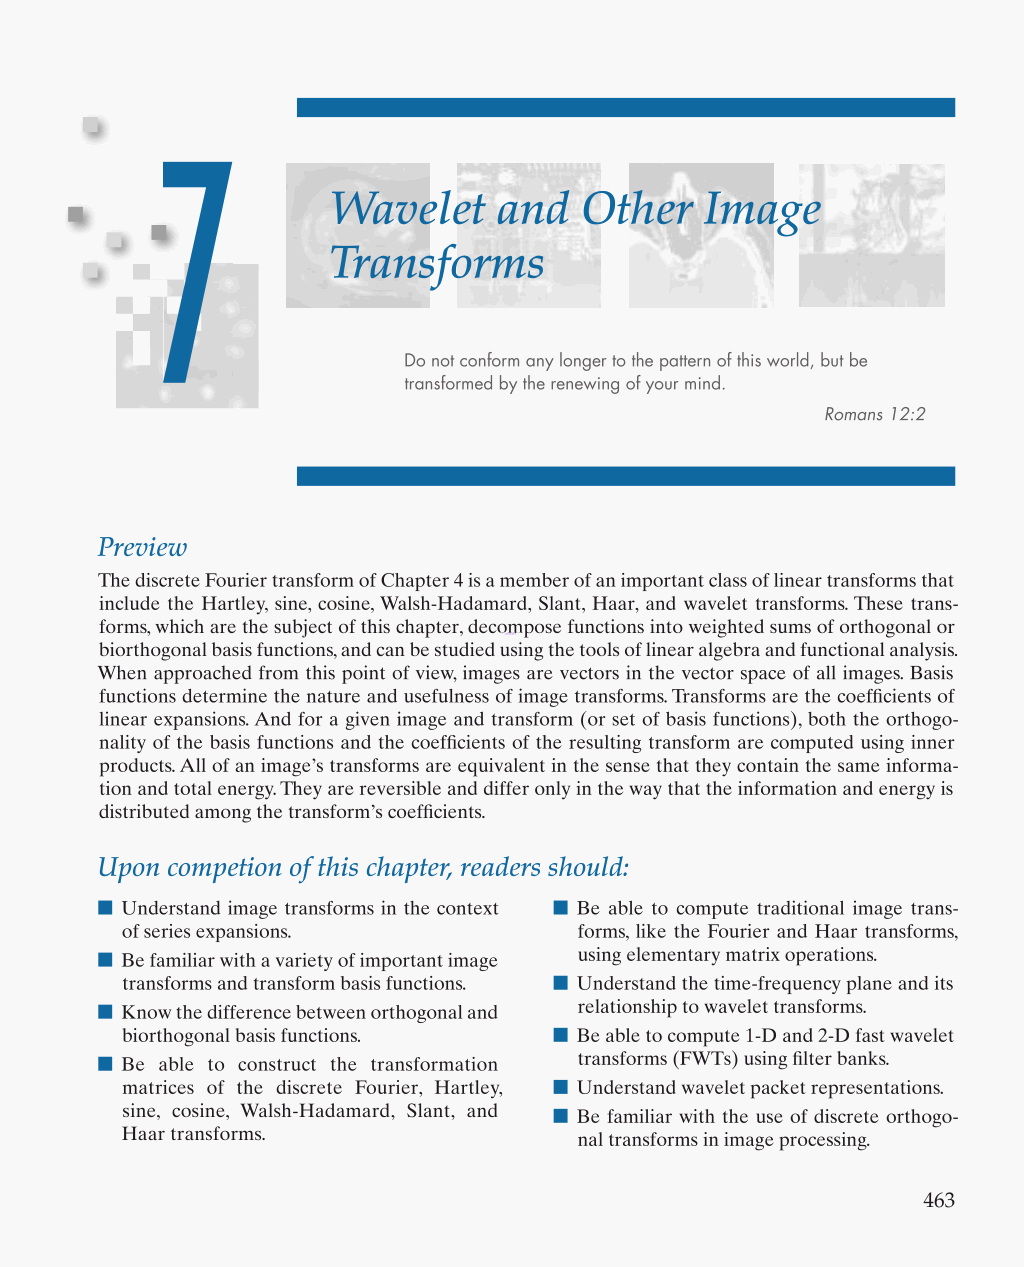 7
Wavelet and Other Image
Transforms
Do not conform any longer to the pattern of this world, but be
transformed by the renewing of your mind.
Romans 12:2
Preview
The discrete Fourier transform of Chapter 4 is a member of an important class of linear transforms that
include the Hartley, sine, cosine, Walsh-Hadamard, Slant, Haar, and wavelet transforms. These trans-
forms, which are the subject of this chapter, decompose functions into weighted sums of orthogonal or
biorthogonal basis functions, and can be studied using the tools of linear algebra and functional analysis.
When approached from this point of view, images are vectors in the vector space of all images. Basis
functions determine the nature and usefulness of image transforms. Transforms are the coefficients of
linear expansions. And for a given image and transform (or set of basis functions), both the orthogo-
nality of the basis functions and the coefficients of the resulting transform are computed using inner
products. All of an image's transforms are equivalent in the sense that they contain the same informa-
tion and total energy. They are reversible and differ only in the way that the information and energy is
distributed among the transform's coefficients.
Upon competion of this chapter, readers should:
■ Understand image transforms in the context
of series expansions.
■ Be familiar with a variety of important image
transforms and transform basis functions.
■ Know the difference between orthogonal and
biorthogonal basis functions.
■ Be able to construct the transformation
matrices of the discrete Fourier, Hartley,
sine, cosine, Walsh-Hadamard, Slant, and
Haar transforms.
■ Be able to compute traditional image trans-
forms, like the Fourier and Haar transforms,
using elementary matrix operations.
■ Understand the time-frequency plane and its
relationship to wavelet transforms.
■ Be able to compute 1-D and 2-D fast wavelet
transforms (FWTs) using filter banks.
■ Understand wavelet packet representations.
■ Be familiar with the use of discrete orthogo-
nal transforms in image processing.
463